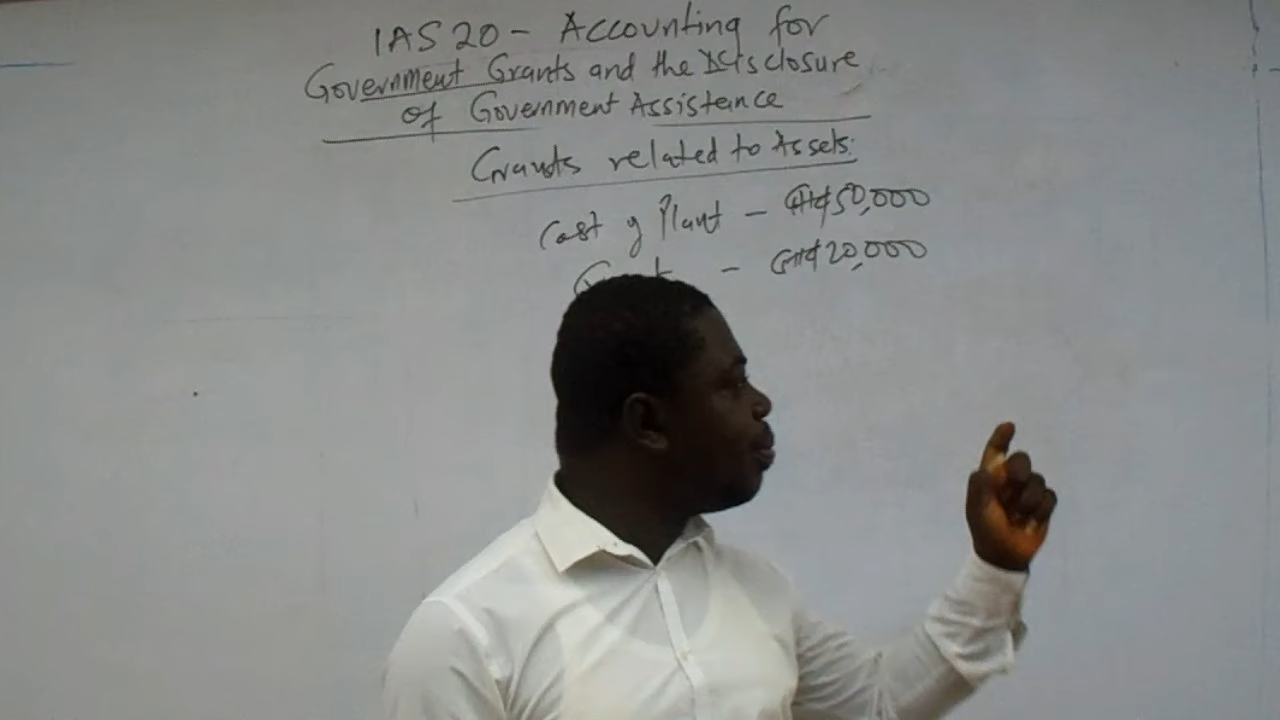 IAS 20 - Accounting for
Government Grants and the Disclosure
of Government Assistance
Grants related to Assets.
Cost of Plant - GH¢50,000
- GH¢20,000